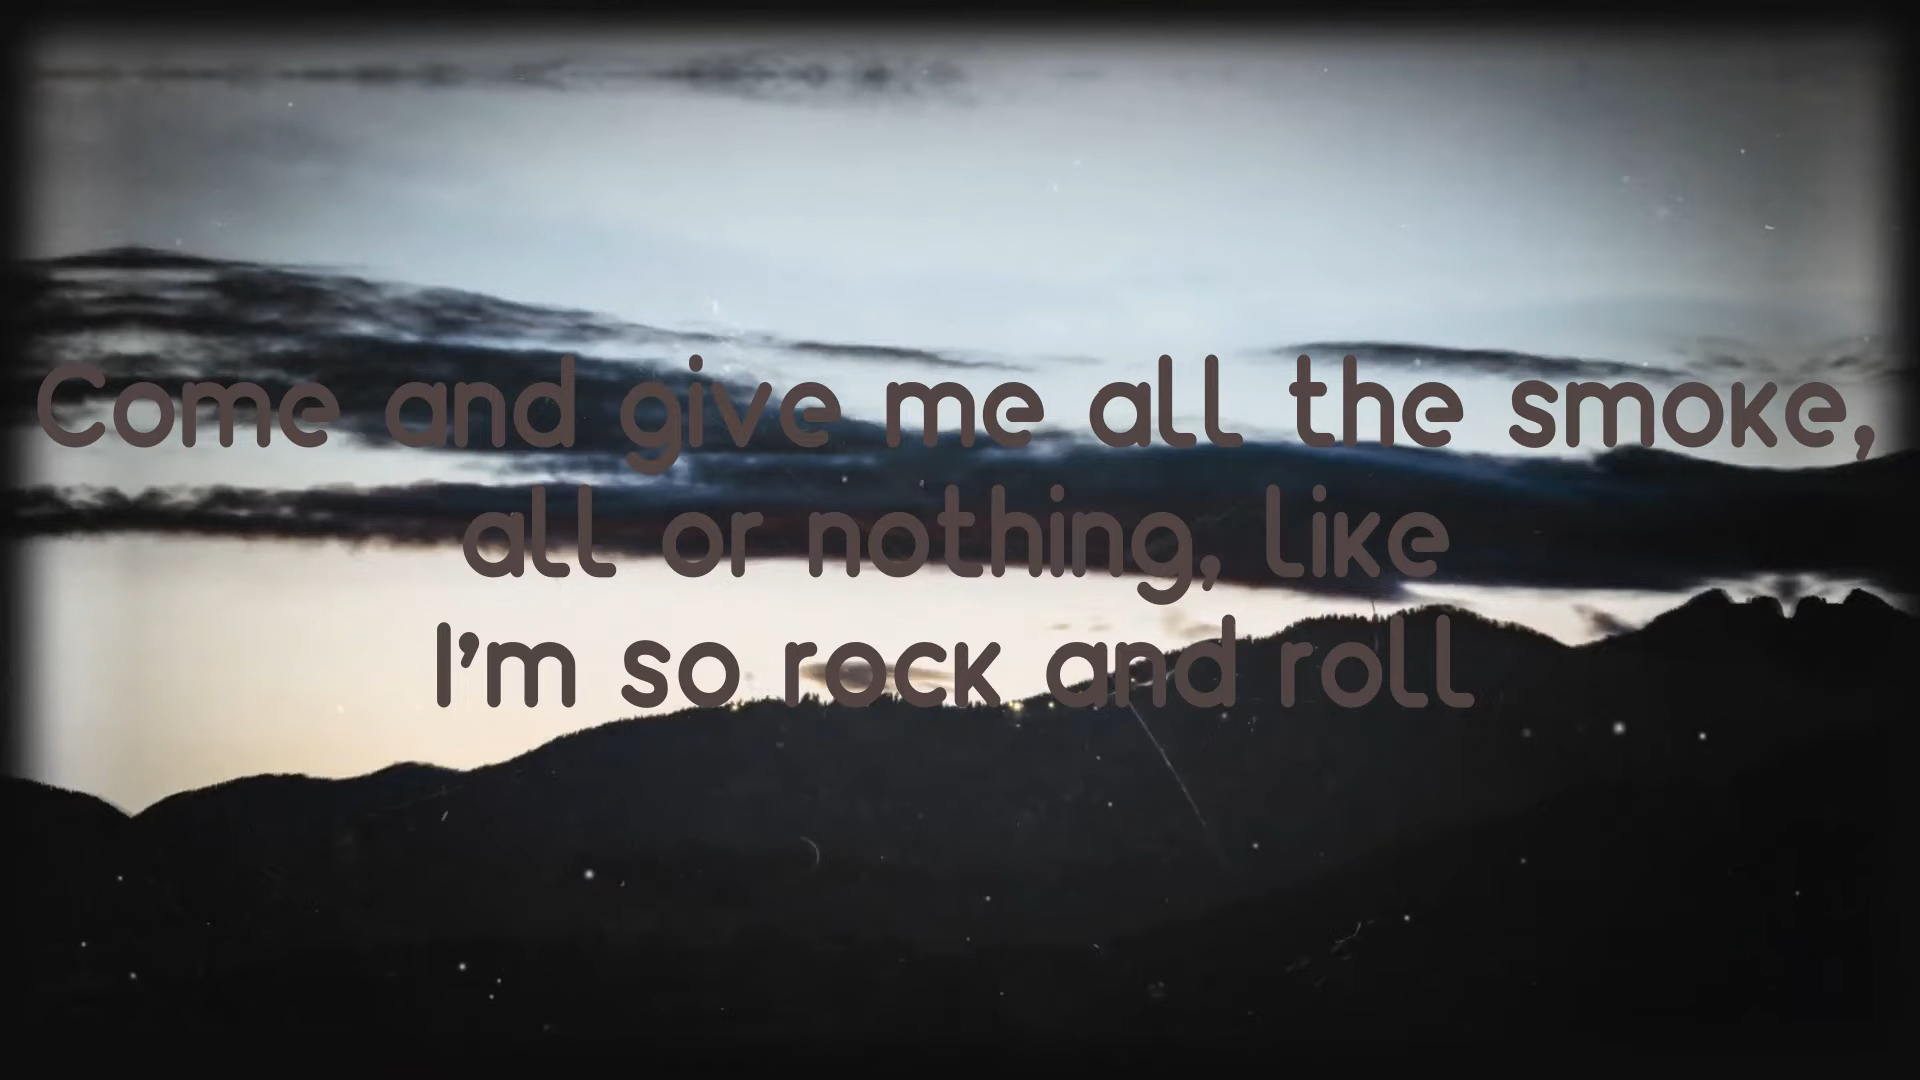 Come and give me all the smoke,
all or nothing, like
I'm so rock and roll